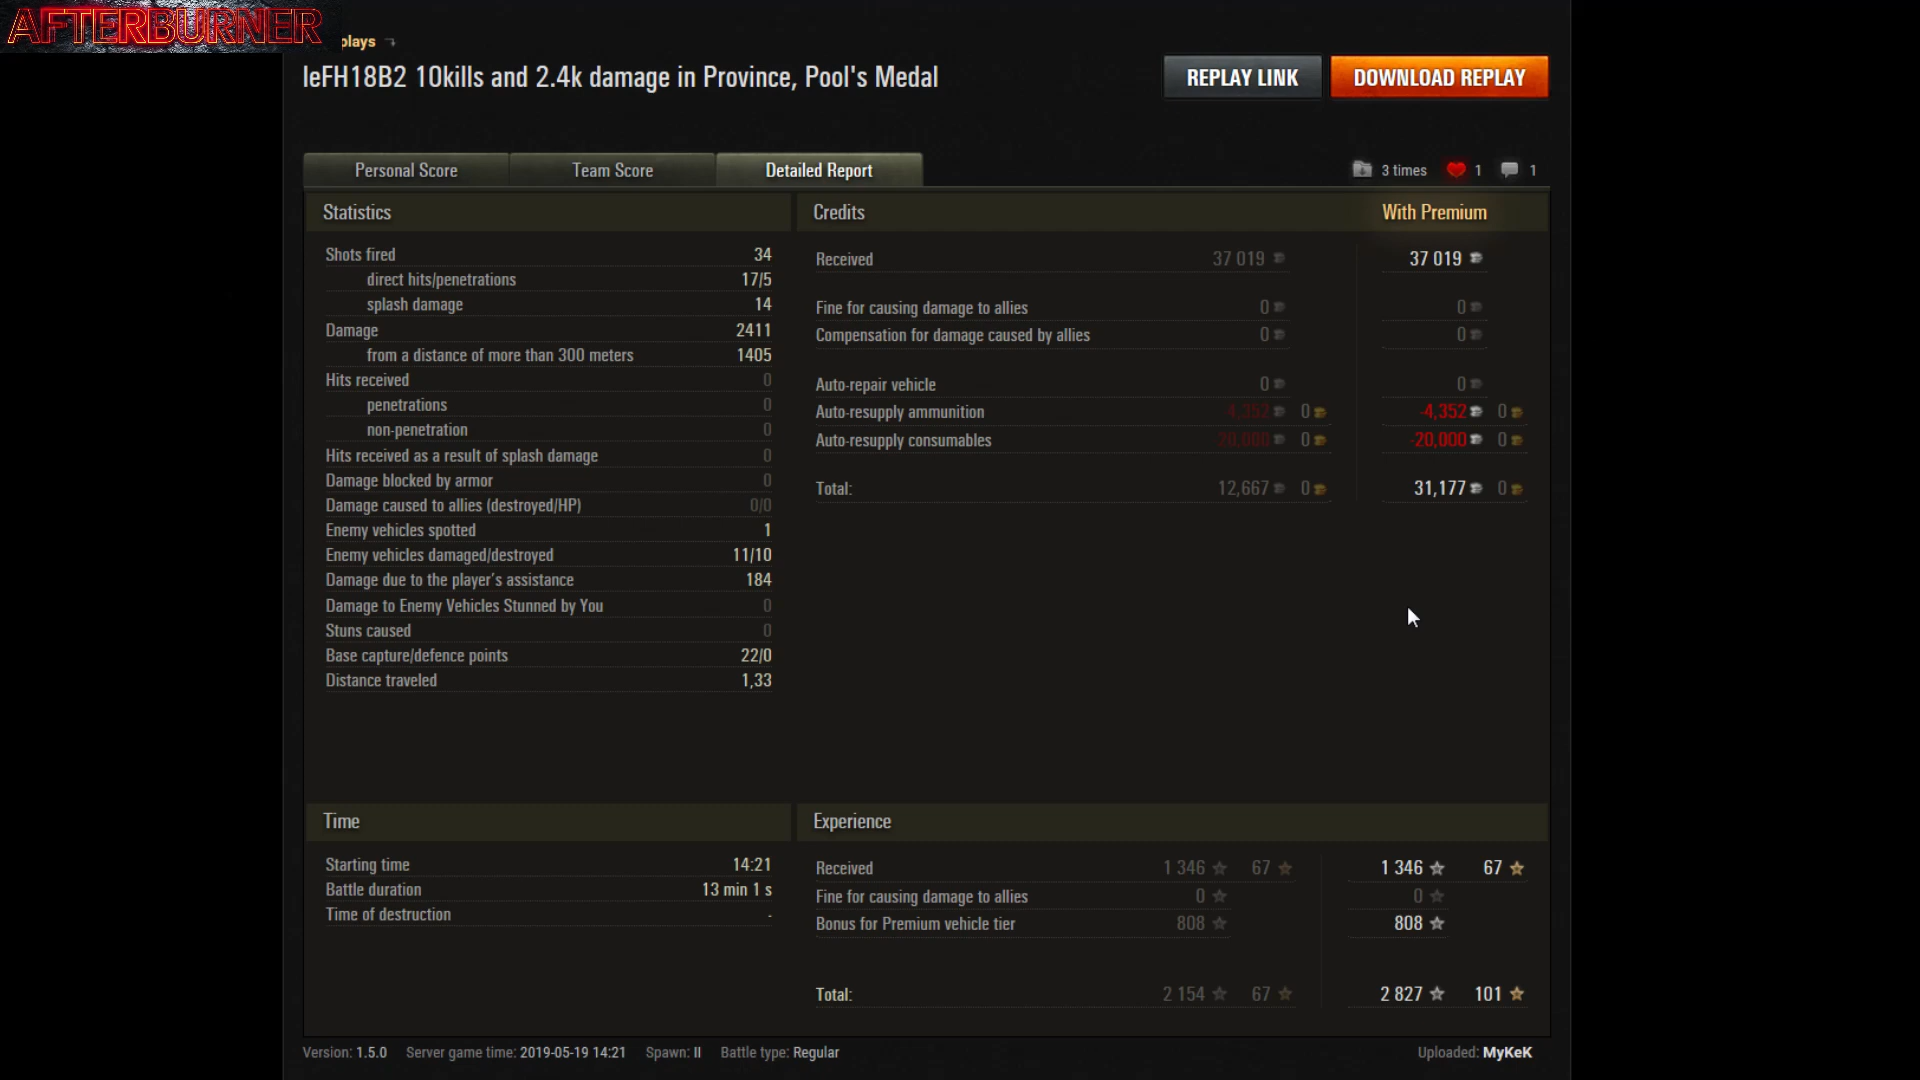 AFTERBURNER
plays
leFH18B2 10kills and 2.4k damage in Province, Pool's Medal
REPLAY LINK
DOWNLOAD REPLAY
Personal Score
Team Score
Detailed Report
3 times 1 1
Statistics
Shots fired 34
direct hits/penetrations 17/5
splash damage 14
Damage 2411
from a distance of more than 300 meters 1405
Hits received 0
penetrations 0
non-penetration 0
Hits received as a result of splash damage 0
Damage blocked by armor 0
Damage caused to allies (destroyed/HP) 0/0
Enemy vehicles spotted 1
Enemy vehicles damaged/destroyed 11/10
Damage due to the player's assistance 184
Damage to Enemy Vehicles Stunned by You 0
Stuns caused 0
Base capture/defence points 22/0
Distance traveled 1,33
Credits With Premium
Received 37 019 37 019
Fine for causing damage to allies 0 0
Compensation for damage caused by allies 0 0
Auto-repair vehicle 0 0
Auto-resupply ammunition -4,352 0 -4,352 0
Auto-resupply consumables -20,000 0 -20,000 0
Total: 12,667 0 31,177 0
Time
Starting time 14:21
Battle duration 13 min 1 s
Time of destruction -
Experience
Received 1 346 67 1 346 67
Fine for causing damage to allies 0 0
Bonus for Premium vehicle tier 808 808
Total: 2 154 67 2 827 101
Version: 1.5.0 Server game time: 2019-05-19 14:21 Spawn: II Battle type: Regular
Uploaded: MyKeK